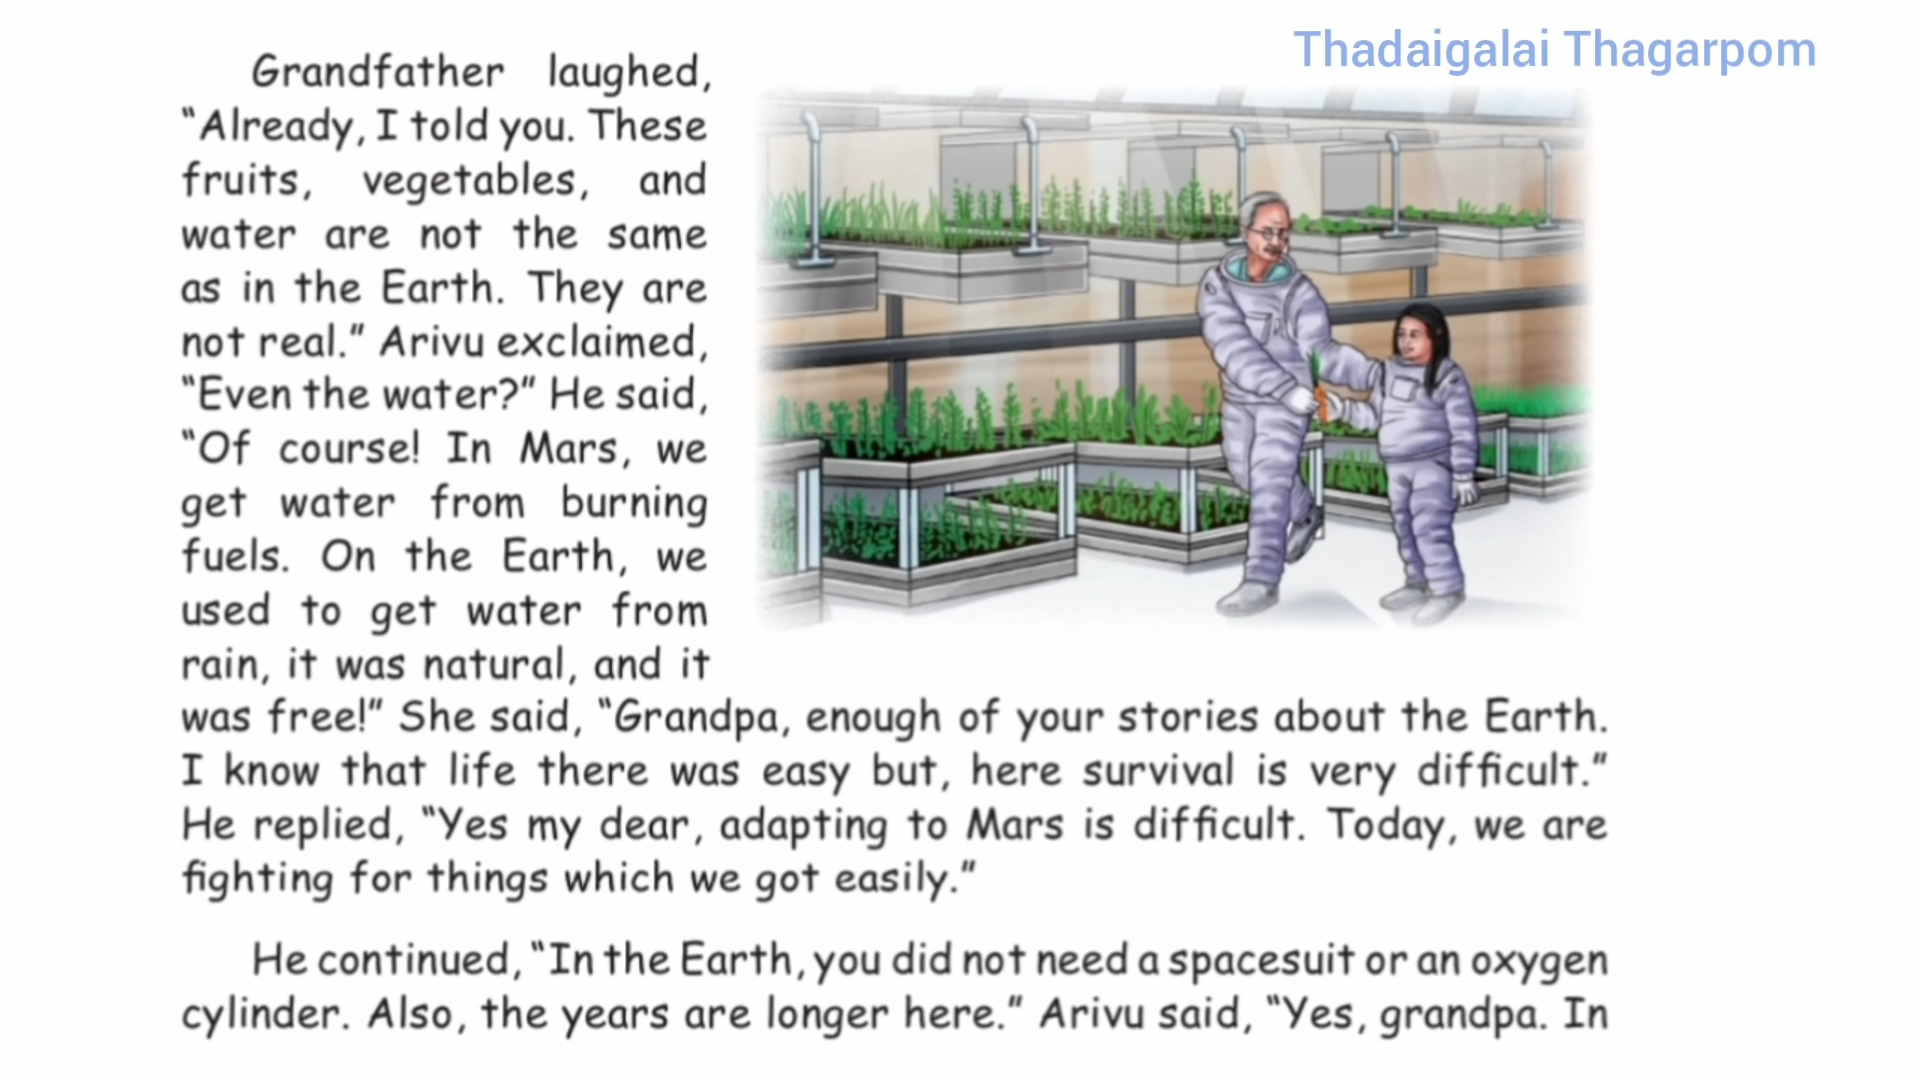 Thadaigalai Thagarpom
Grandfather laughed,
“Already, I told you. These
fruits, vegetables, and
water are not the same
as in the Earth. They are
not real.” Arivu exclaimed,
“Even the water?” He said,
“Of course! In Mars, we
get water from burning
fuels. On the Earth, we
used to get water from
rain, it was natural, and it
was free!” She said, “Grandpa, enough of your stories about the Earth.
I know that life there was easy but, here survival is very difficult.”
He replied, “Yes my dear, adapting to Mars is difficult. Today, we are
fighting for things which we got easily.”
He continued, “In the Earth, you did not need a spacesuit or an oxygen
cylinder. Also, the years are longer here.” Arivu said, “Yes, grandpa. In